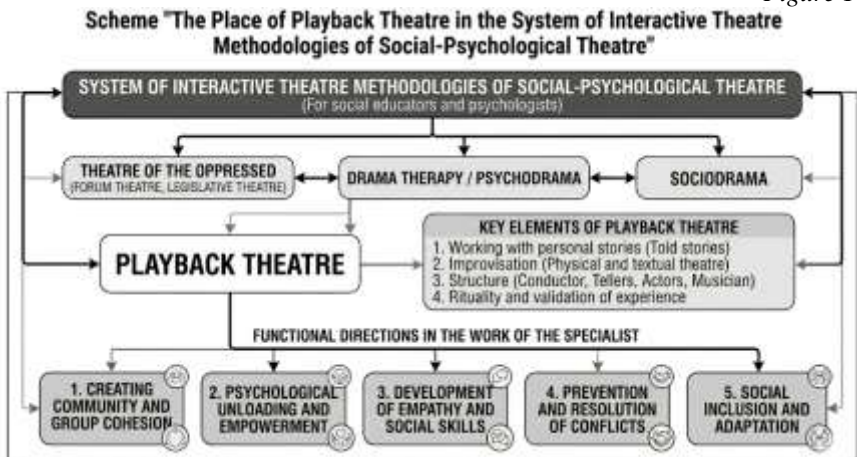 Figure
Scheme "The Place of Playback Theatre in the System of Interactive Theatre
Methodologies of Social-Psychological Theatre"
SYSTEM OF INTERACTIVE THEATRE METHODOLOGIES OF SOCIAL-PSYCHOLOGICAL THEATRE
(For social educators and psychologists)
THEATRE OF THE OPPRESSED
(FORUM THEATRE, LEGISLATIVE THEATRE)
DRAMA THERAPY / PSYCHODRAMA
SOCIODRAMA
PLAYBACK THEATRE
KEY ELEMENTS OF PLAYBACK THEATRE
1. Working with personal stories (Told stories)
2. Improvisation (Physical and textual theatre)
3. Structure (Conductor, Tellers, Actors, Musician)
4. Rituality and validation of experience
FUNCTIONAL DIRECTIONS IN THE WORK OF THE SPECIALIST
1. CREATING
COMMUNITY AND
GROUP COHESION
2. PSYCHOLOGICAL
UNLOADING AND
EMPOWERMENT
3. DEVELOPMENT
OF EMPATHY AND
SOCIAL SKILLS
4. PREVENTION
AND RESOLUTION
OF CONFLICTS
5. SOCIAL
INCLUSION AND
ADAPTATION